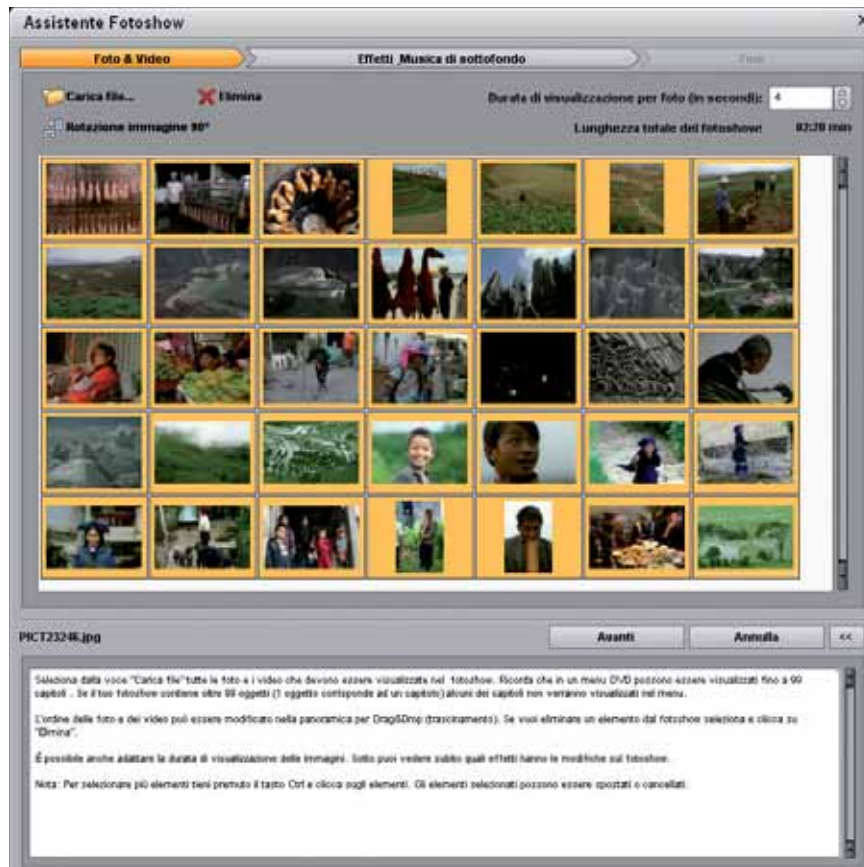 Assistente Fotoshow
Foto & Video
Effetti ,Musica di sottofondo
Fine
Carica file...
Elimina
Durata di visualizzazione per foto (in secondi):
4
Rotazione immagine 90°
Lunghezza totale del fotoshow:
02:20 min
PICT23246.jpg
Avanti
Annulla
<<
Seleziona dalla voce "Carica file" tutte le foto e i video che devono essere visualizzate nel fotoshow. Ricorda che in un menu DVD possono essere visualizzati fino a 99
capitoli . Se il tuo fotoshow contiene oltre 99 oggetti (1 oggetto corrisponde ad un capitolo) alcuni dei capitoli non verranno visualizzati nel menu.
L'ordine delle foto e dei video può essere modificato nella panoramica per Drag&Drop (trascinamento). Se vuoi eliminare un elemento dal fotoshow seleziona e clicca su
"Elimina".
É possibile anche adattare la durata di visualizzazione delle immagini. Sotto puoi vedere subito quali effetti hanno le modifiche sul fotoshow.
Nota: Per selezionare più elementi tieni premuto il tasto Ctrl e clicca sugli elementi. Gli elementi selezionati possono essere spostati o cancellati.